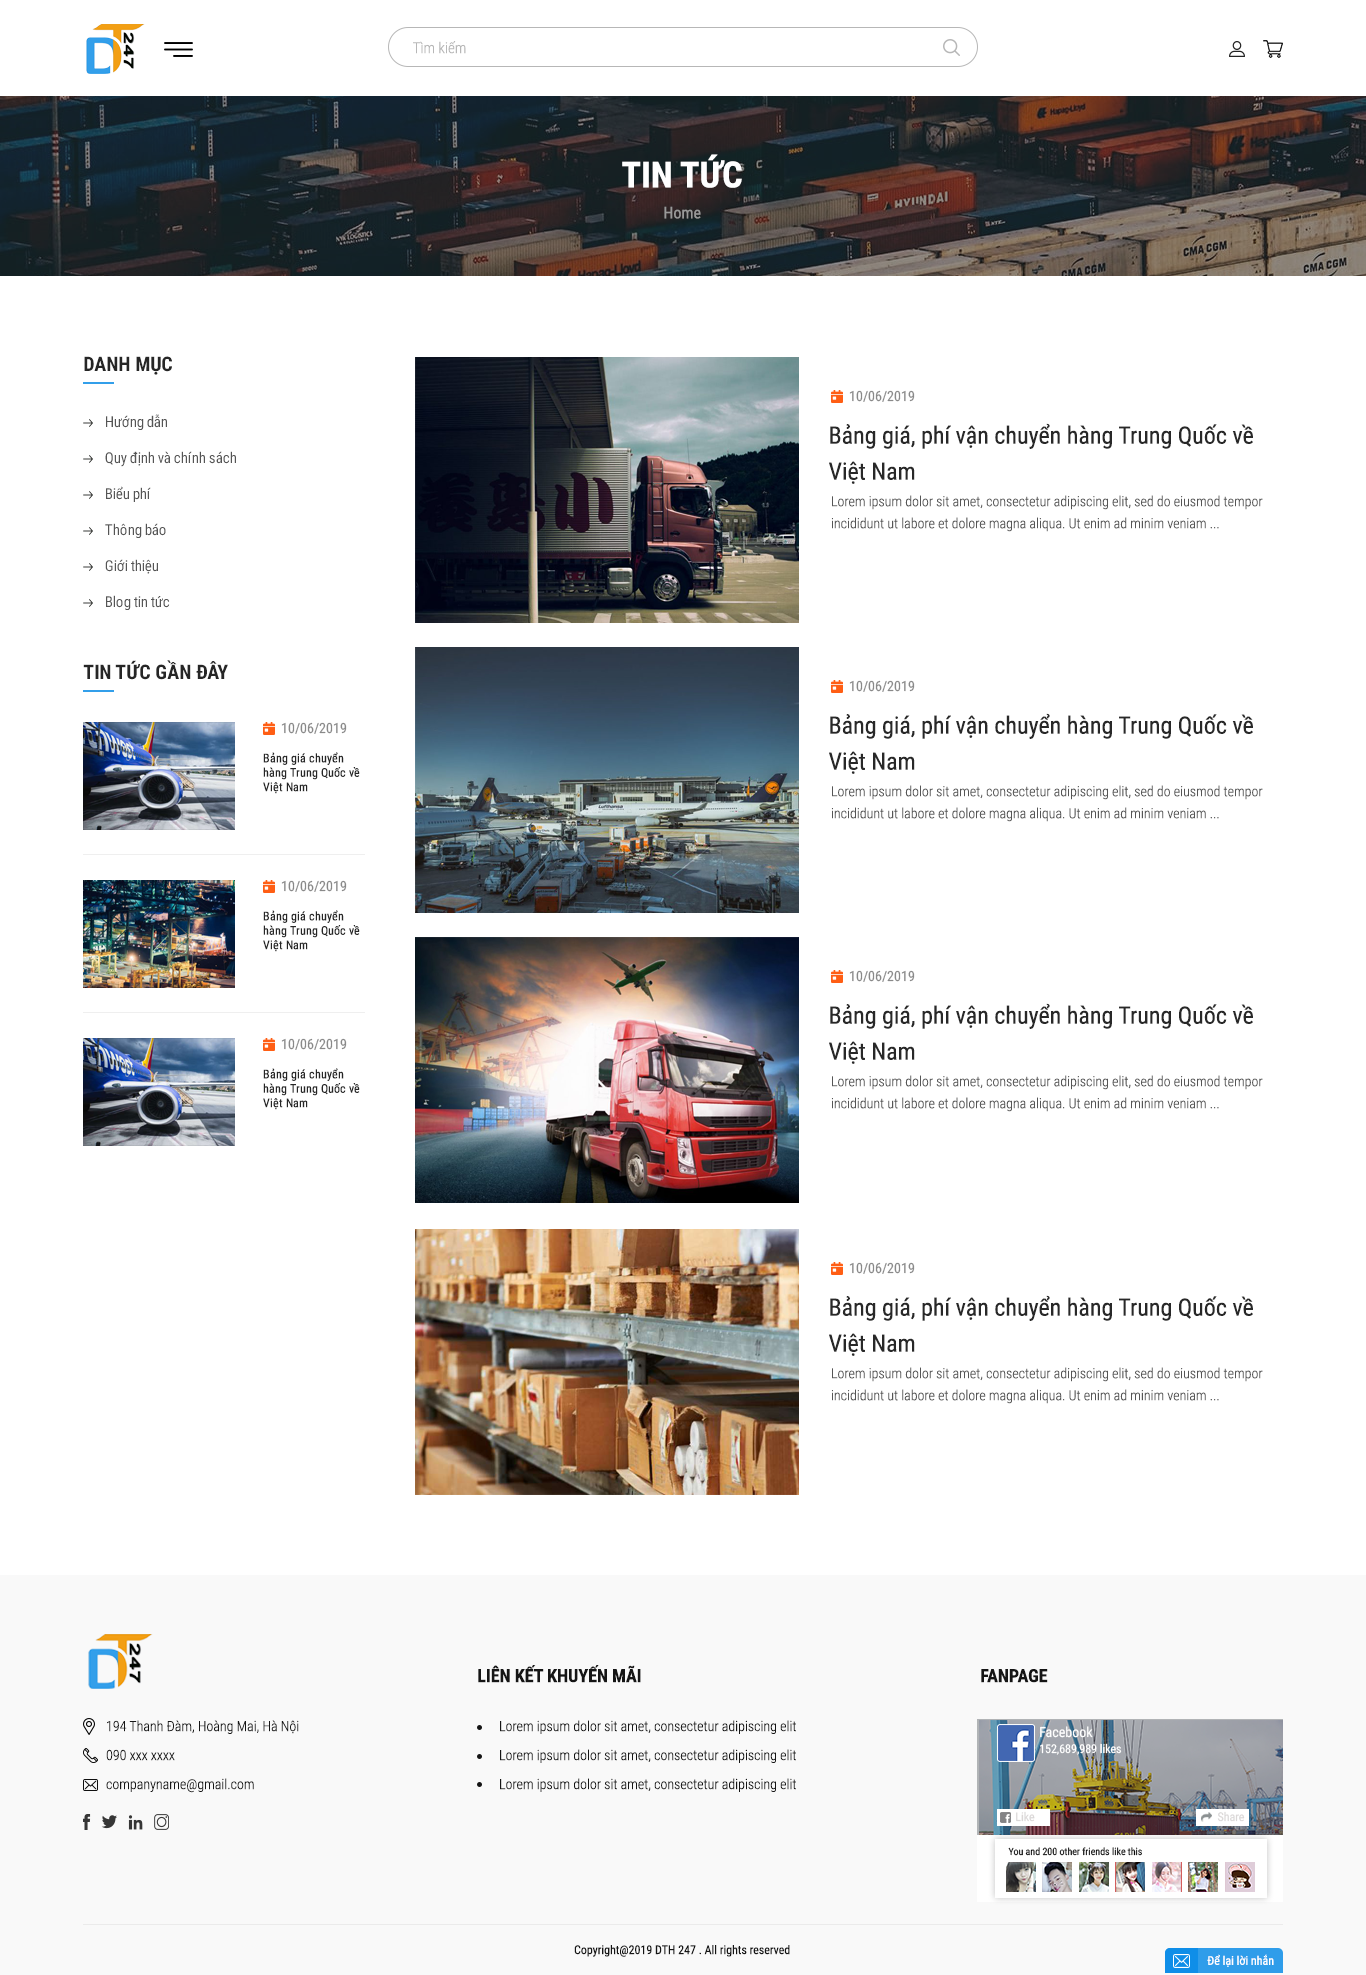 DT 247
Tìm kiếm
TIN TỨC
Home
Hapag-Lloyd
HYUNDAI
NYK LOGISTICS
Hapag-Lloyd
CMA CGM
CMA CGM
CMA CGM
DANH MỤC
Hướng dẫn
Quy định và chính sách
Biểu phí
Thông báo
Giới thiệu
Blog tin tức
TIN TỨC GẦN ĐÂY
10/06/2019
Bảng giá chuyển
hàng Trung Quốc về
Việt Nam
10/06/2019
Bảng giá chuyển
hàng Trung Quốc về
Việt Nam
10/06/2019
Bảng giá chuyển
hàng Trung Quốc về
Việt Nam
10/06/2019
Bảng giá, phí vận chuyển hàng Trung Quốc về
Việt Nam
Lorem ipsum dolor sit amet, consectetur adipiscing elit, sed do eiusmod tempor
incididunt ut labore et dolore magna aliqua. Ut enim ad minim veniam ...
Lufthansa
10/06/2019
Bảng giá, phí vận chuyển hàng Trung Quốc về
Việt Nam
Lorem ipsum dolor sit amet, consectetur adipiscing elit, sed do eiusmod tempor
incididunt ut labore et dolore magna aliqua. Ut enim ad minim veniam ...
10/06/2019
Bảng giá, phí vận chuyển hàng Trung Quốc về
Việt Nam
Lorem ipsum dolor sit amet, consectetur adipiscing elit, sed do eiusmod tempor
incididunt ut labore et dolore magna aliqua. Ut enim ad minim veniam ...
10/06/2019
Bảng giá, phí vận chuyển hàng Trung Quốc về
Việt Nam
Lorem ipsum dolor sit amet, consectetur adipiscing elit, sed do eiusmod tempor
incididunt ut labore et dolore magna aliqua. Ut enim ad minim veniam ...
DT 247
194 Thanh Đàm, Hoàng Mai, Hà Nội
090 xxx xxxx
companyname@gmail.com
LIÊN KẾT KHUYẾN MÃI
Lorem ipsum dolor sit amet, consectetur adipiscing elit
Lorem ipsum dolor sit amet, consectetur adipiscing elit
Lorem ipsum dolor sit amet, consectetur adipiscing elit
FANPAGE
Facebook
152,689,989 likes
Like
Share
You and 200 other friends like this
Copyright@2019 DTH 247 . All rights reserved
Để lại lời nhắn